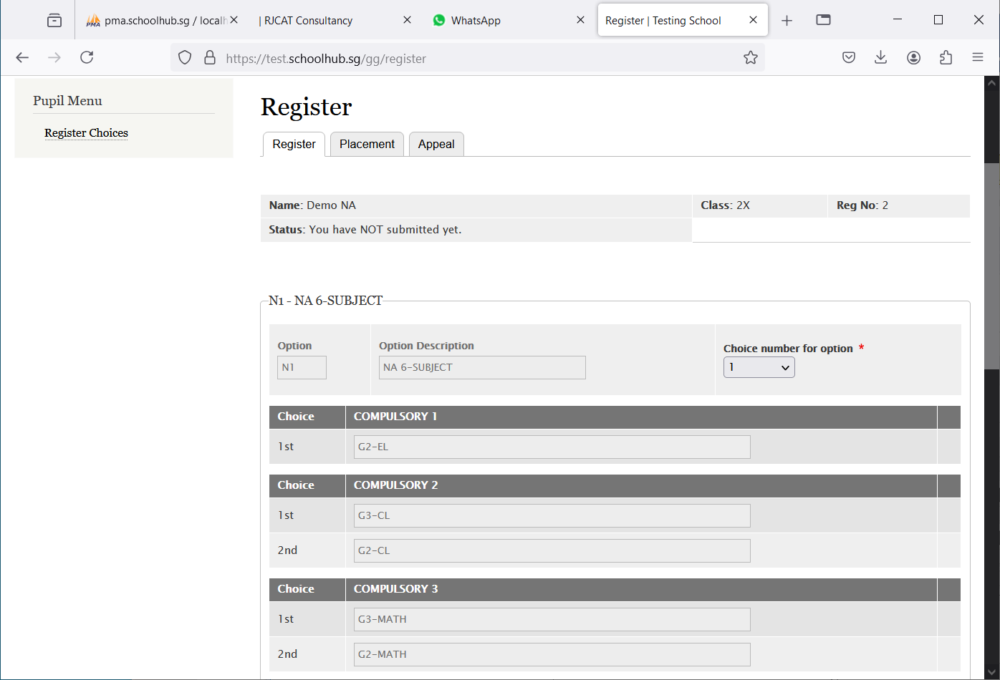 pma.schoolhub.sg / localh
| RJCAT Consultancy
WhatsApp
Register | Testing School
https://test.schoolhub.sg/gg/register
Pupil Menu
Register Choices
Register
Register Placement Appeal
Name: Demo NA Class: 2X Reg No: 2
Status: You have NOT submitted yet.
N1 - NA 6-SUBJECT
Option Option Description Choice number for option *
N1 NA 6-SUBJECT 1
Choice COMPULSORY 1
1st G2-EL
Choice COMPULSORY 2
1st G3-CL
2nd G2-CL
Choice COMPULSORY 3
1st G3-MATH
2nd G2-MATH